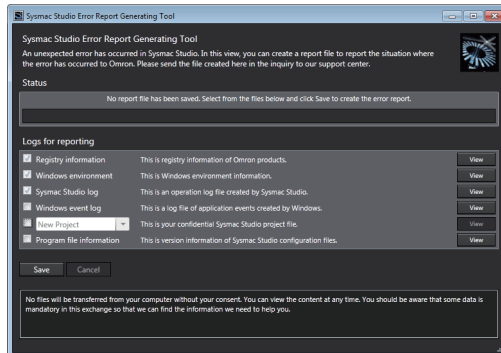 Sysmac Studio Error Report Generating Tool
Sysmac Studio Error Report Generating Tool
An unexpected error has occurred in Sysmac Studio. In this view, you can create a report file to report the situation where
the error has occurred to Omron. Please send the file created here in the inquiry to our support center.
Status
No report file has been saved. Select from the files below and click Save to create the error report.
Logs for reporting
Registry information This is registry information of Omron products. View
Windows environment This is Windows environment information. View
Sysmac Studio log This is an operation log file created by Sysmac Studio. View
Windows event log This is a log file of application events created by Windows. View
New Project This is your confidential Sysmac Studio project file. View
Program file information This is version information of Sysmac Studio configuration files. View
Save Cancel
No files will be transferred from your computer without your consent. You can view the content at any time. You should be aware that some data is
mandatory in this exchange so that we can find the information we need to help you.